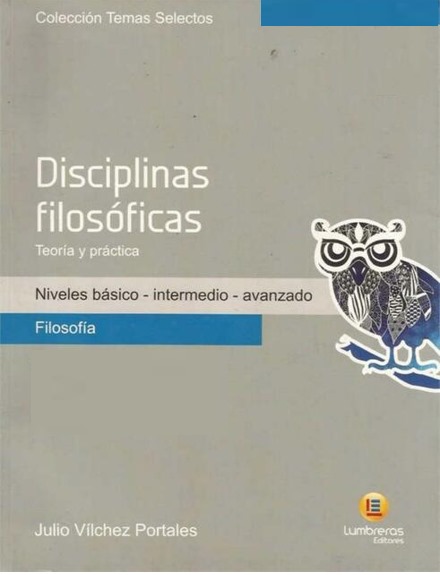 Colección Temas Selectos
Disciplinas
filosóficas
Teoría y práctica
Niveles básico - intermedio - avanzado
Filosofía
Julio Vílchez Portales
Lumbreras
Editores